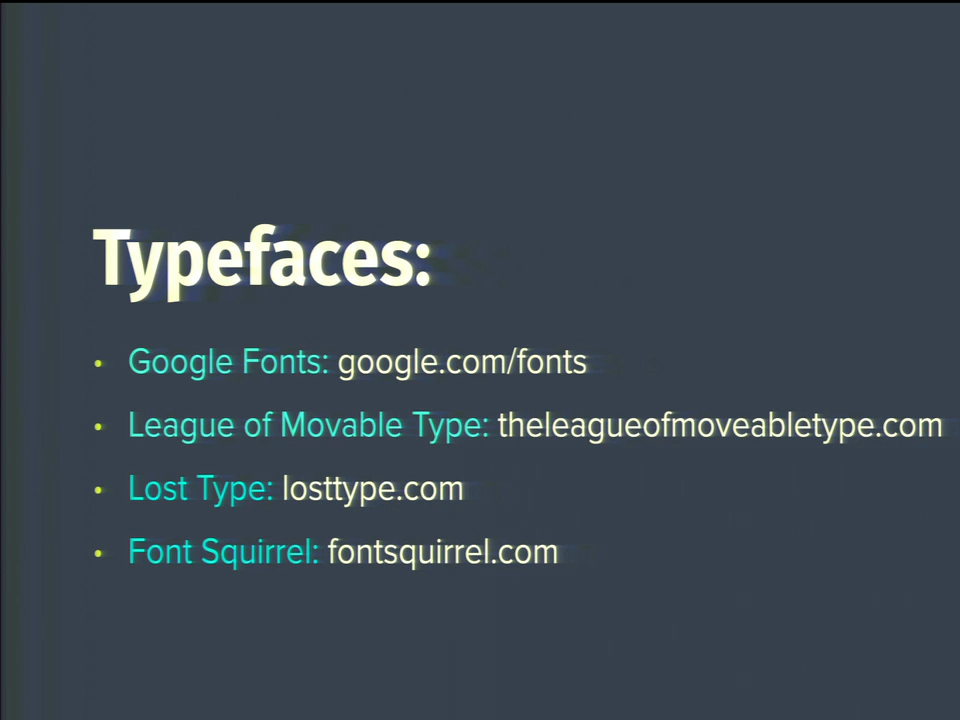 Typefaces:
• Google Fonts: google.com/fonts
• League of Movable Type: theleagueofmoveabletype.com
• Lost Type: losttype.com
• Font Squirrel: fontsquirrel.com